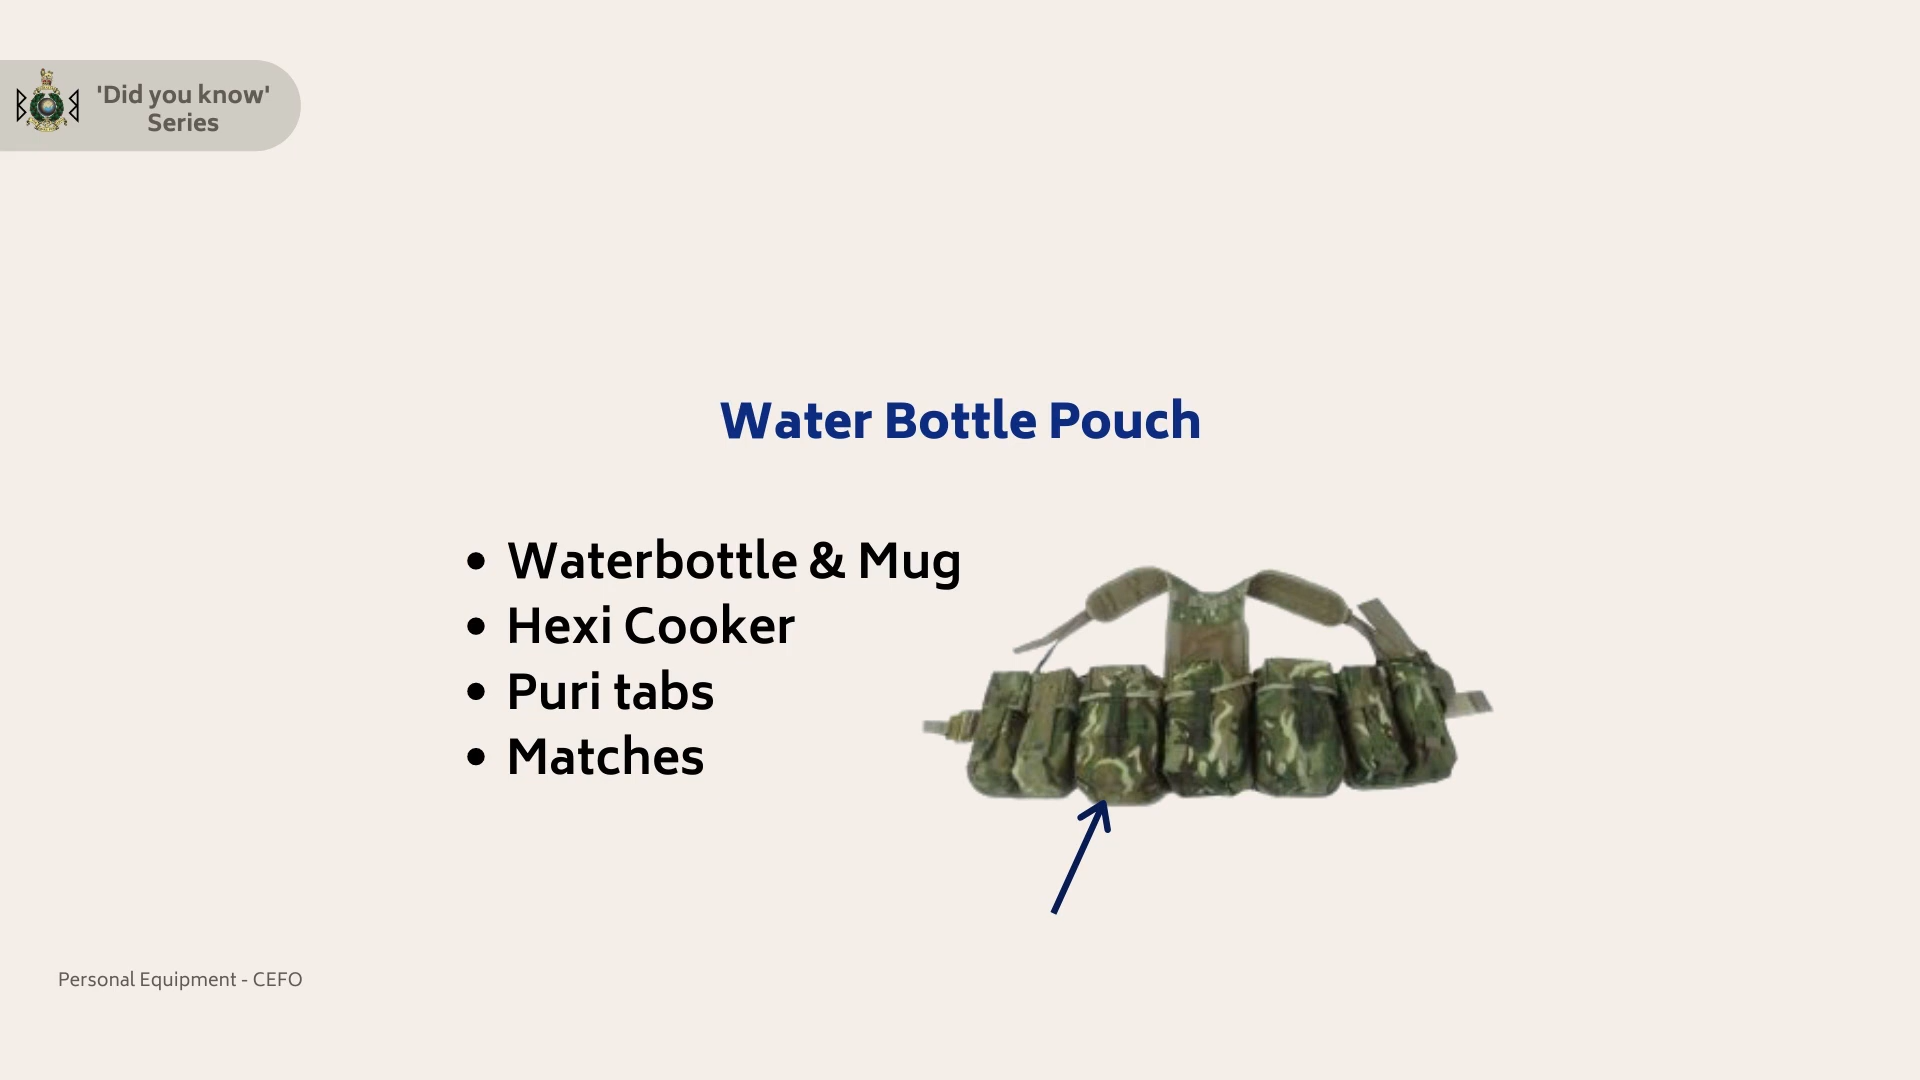 'Did you know'
Series
Water Bottle Pouch
• Waterbottle & Mug
• Hexi Cooker
• Puri tabs
• Matches
Personal Equipment - CEFO